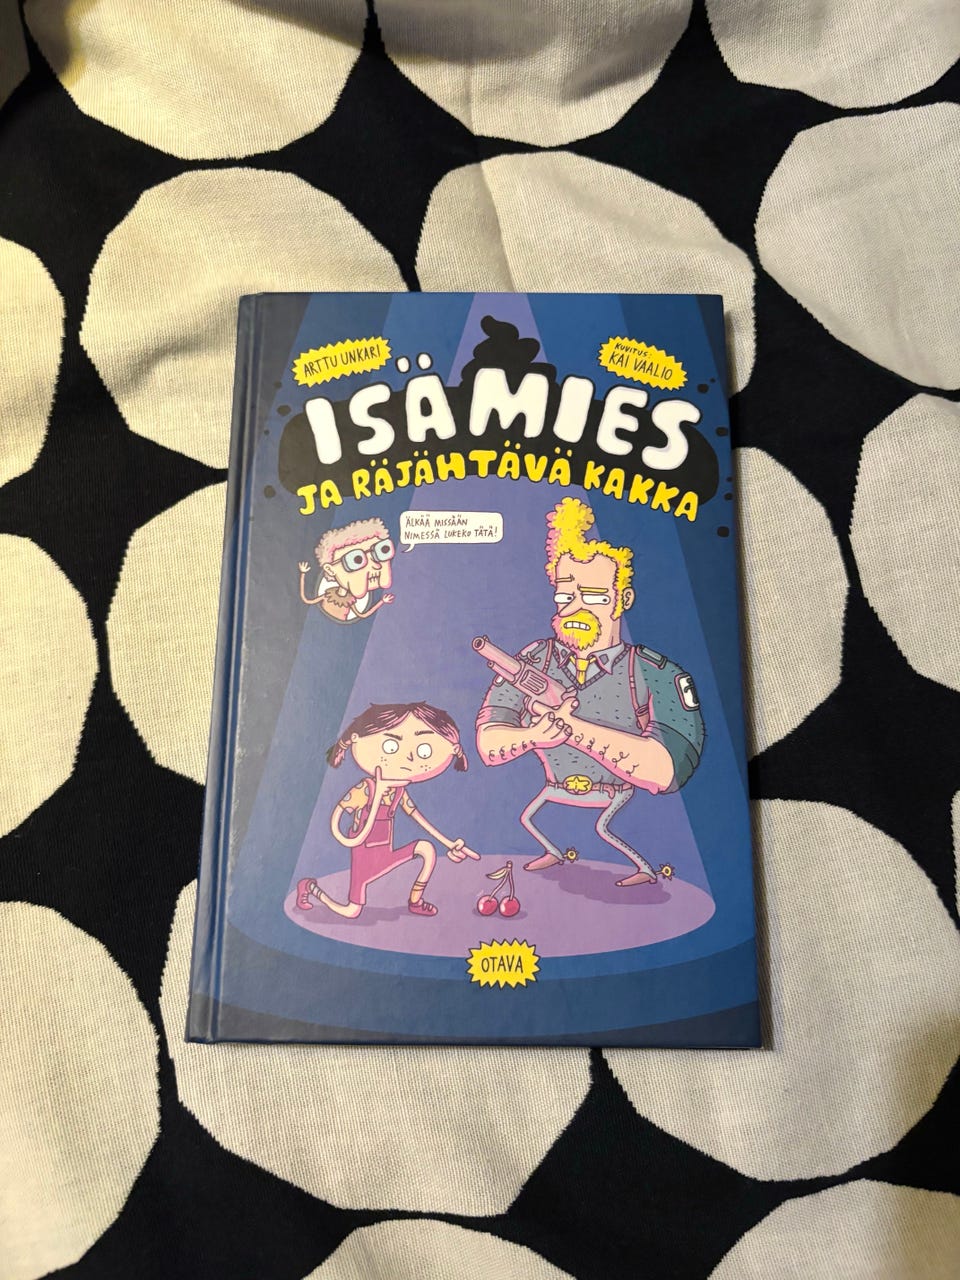 ARTTU UNKARI
KUVITUS:
KAI VAALIO
ISÄMIES
JA RÄJÄHTÄVÄ KAKKA
ÄLKÄÄ MISSÄÄN
NIMESSÄ LUKEKO TÄTÄ!
OTAVA